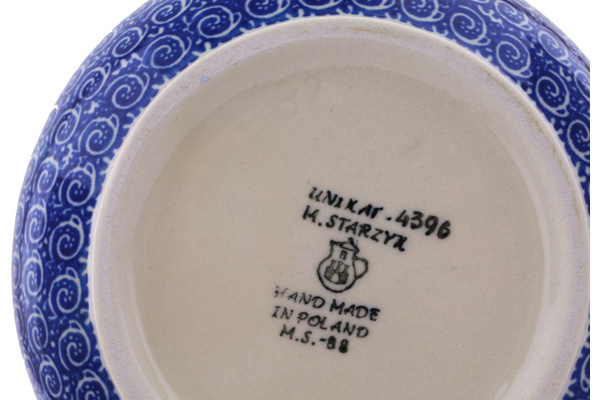 UNIKAT . 4396
M. STARZYK
HAND MADE
IN POLAND
M.S.-88